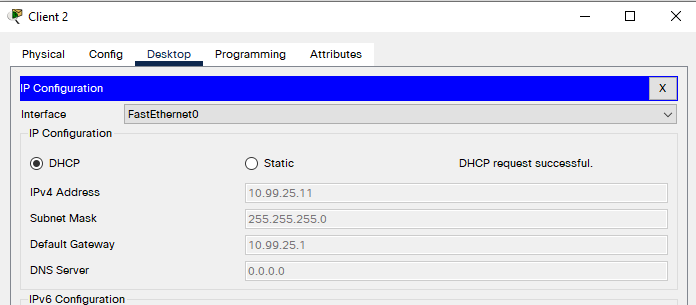 Client 2
Physical Config Desktop Programming Attributes
IP Configuration X
Interface FastEthernet0
IP Configuration
DHCP Static DHCP request successful.
IPv4 Address 10.99.25.11
Subnet Mask 255.255.255.0
Default Gateway 10.99.25.1
DNS Server 0.0.0.0
IPv6 Configuration